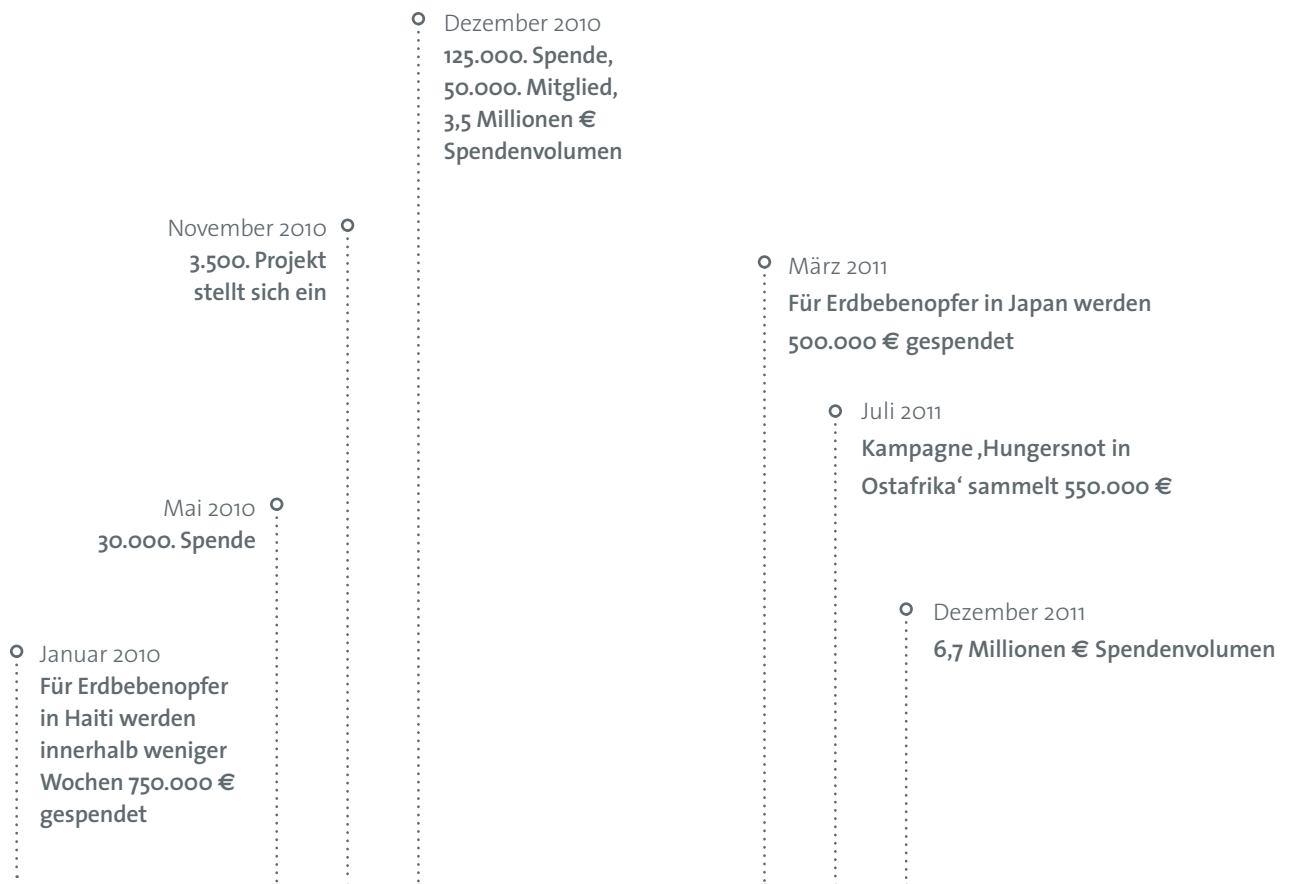 Dezember 2010
125.000. Spende,
50.000. Mitglied,
3,5 Millionen €
Spendenvolumen
November 2010
3.500. Projekt
stellt sich ein
März 2011
Für Erdbebenopfer in Japan werden
500.000 € gespendet
Juli 2011
Kampagne ‚Hungersnot in
Ostafrika‘ sammelt 550.000 €
Mai 2010
30.000. Spende
Dezember 2011
6,7 Millionen € Spendenvolumen
Januar 2010
Für Erdbebenopfer
in Haiti werden
innerhalb weniger
Wochen 750.000 €
gespendet